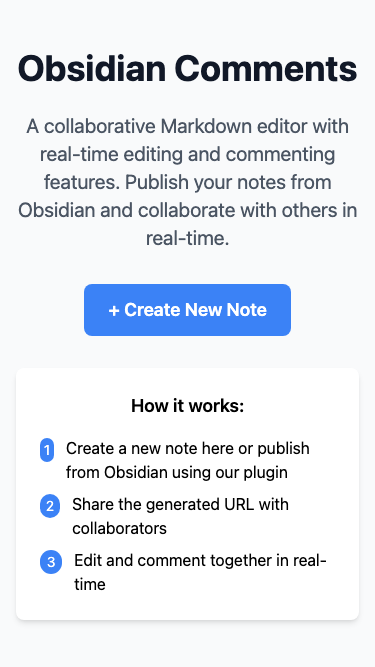 Obsidian Comments
A collaborative Markdown editor with
real-time editing and commenting
features. Publish your notes from
Obsidian and collaborate with others in
real-time.
+ Create New Note
How it works:
1 Create a new note here or publish
from Obsidian using our plugin
2 Share the generated URL with
collaborators
3 Edit and comment together in real-
time